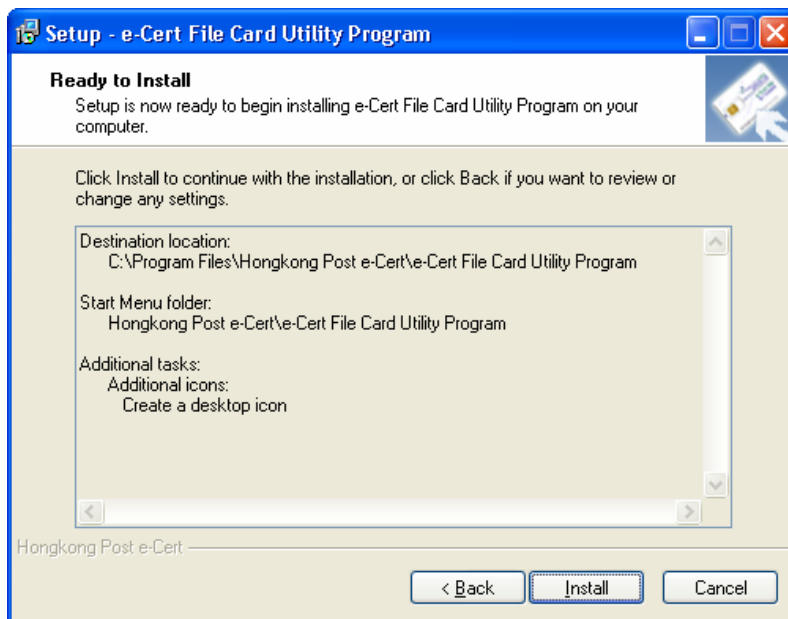 Setup - e-Cert File Card Utility Program
Ready to Install
Setup is now ready to begin installing e-Cert File Card Utility Program on your
computer.
Click Install to continue with the installation, or click Back if you want to review or
change any settings.
Destination location:
C:\Program Files\Hongkong Post e-Cert\e-Cert File Card Utility Program
Start Menu folder:
Hongkong Post e-Cert\e-Cert File Card Utility Program
Additional tasks:
Additional icons:
Create a desktop icon
Hongkong Post e-Cert
< Back
Install
Cancel